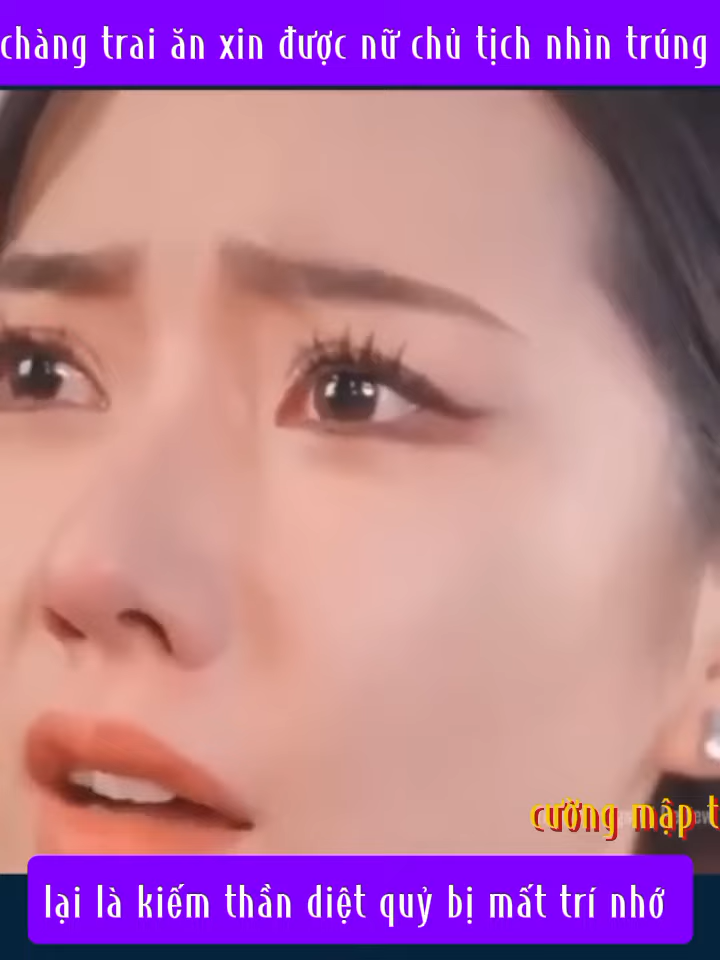 chàng trai ăn xin được nữ chủ tịch nhìn trúng
cường mập t
lại là kiếm thần diệt quỷ bị mất trí nhớ